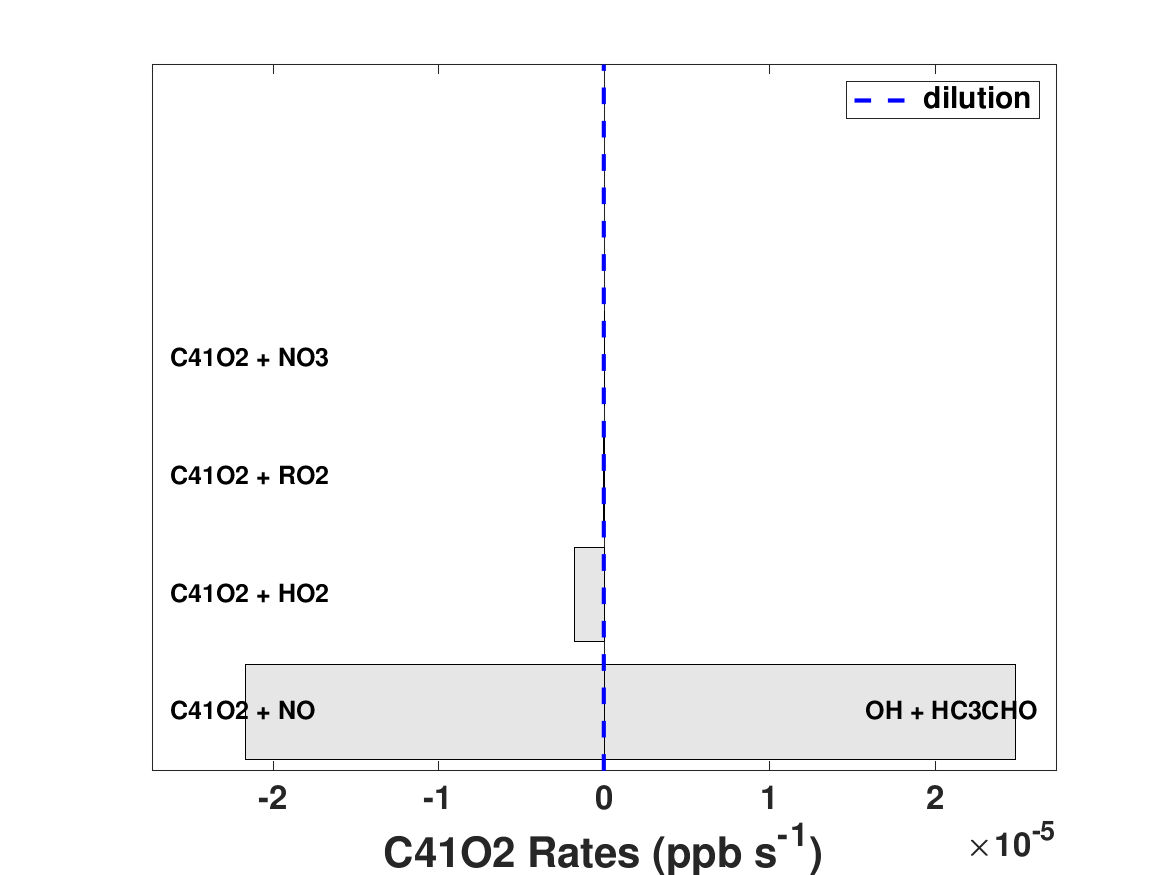 dilution
C41O2 + NO3
C41O2 + RO2
C41O2 + HO2
C41O2 + NO
OH + HC3CHO
-2 -1 0 1 2
×10⁻⁵
C41O2 Rates (ppb s⁻¹)